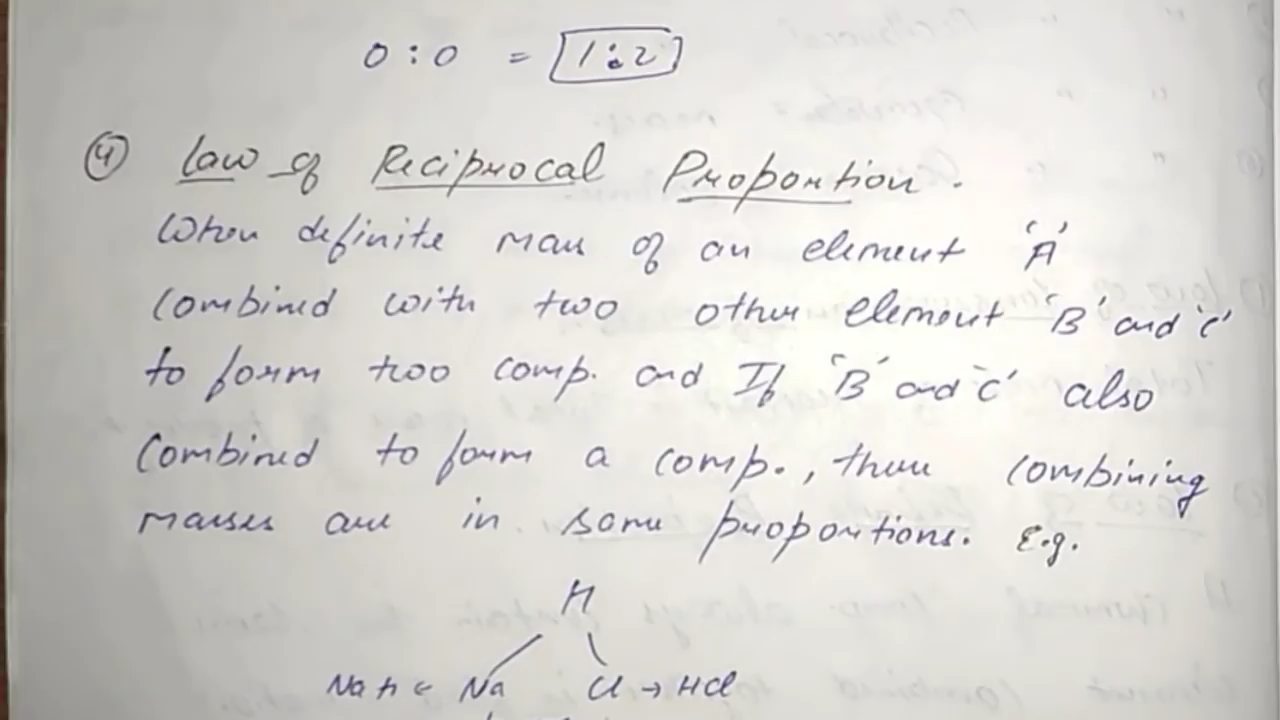 O : O = 1 : 2
④ Law of Reciprocal Proportion.
When definite mass of an element 'A'
combined with two other element 'B' and 'C'
to form two comp. and If 'B' and 'C' also
combined to form a comp., then combining
masses are in same proportions. E.g.
H
NaH ← Na Cl → HCl